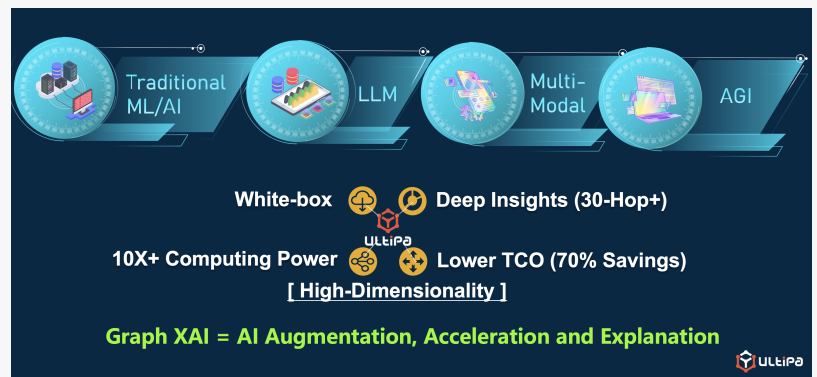 Traditional
ML/AI
LLM
Multi-
Modal
AGI
White-box
Deep Insights (30-Hop+)
ULTIPA
10X+ Computing Power
Lower TCO (70% Savings)
[ High-Dimensionality ]
Graph XAI = AI Augmentation, Acceleration and Explanation
ULTIPA